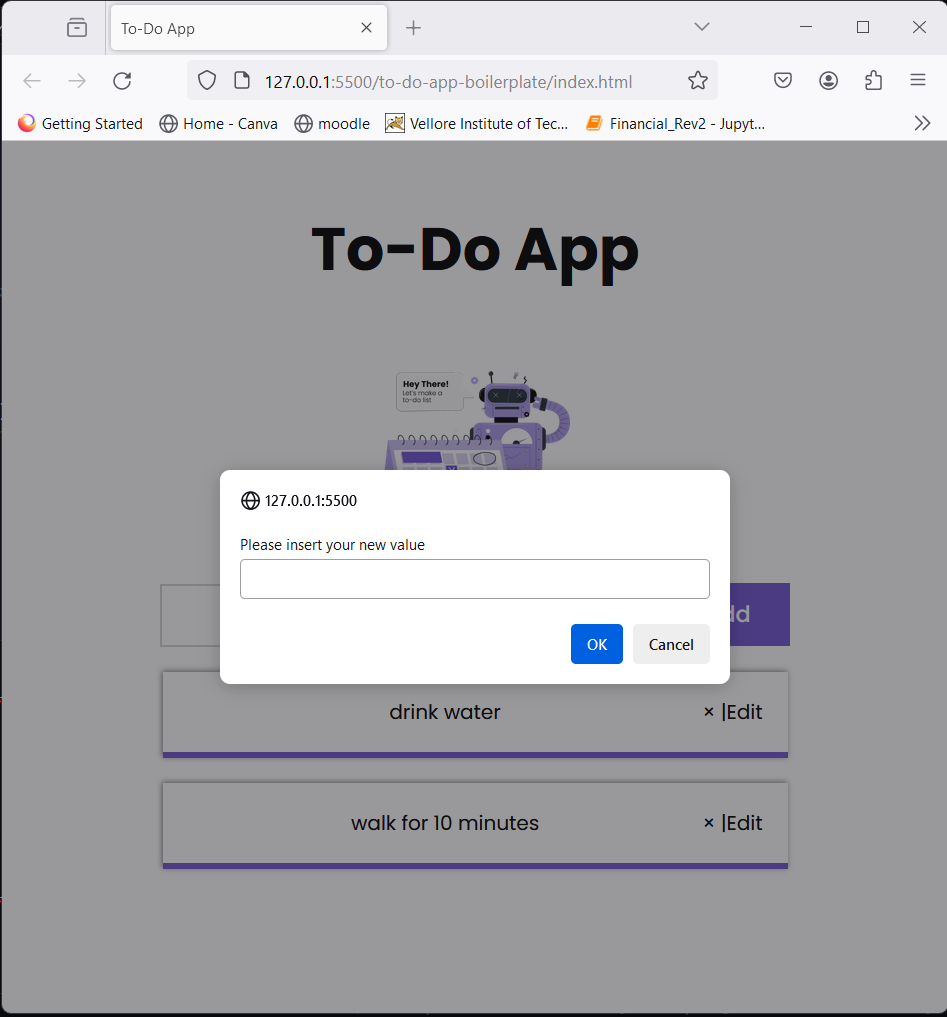 To-Do App
127.0.0.1:5500/to-do-app-boilerplate/index.html
Getting Started Home - Canva moodle Vellore Institute of Tec... Financial_Rev2 - Jupyt...
To-Do App
Hey There!
Let's make a
to-do list
127.0.0.1:5500
Please insert your new value
OK Cancel
dd
drink water × |Edit
walk for 10 minutes × |Edit